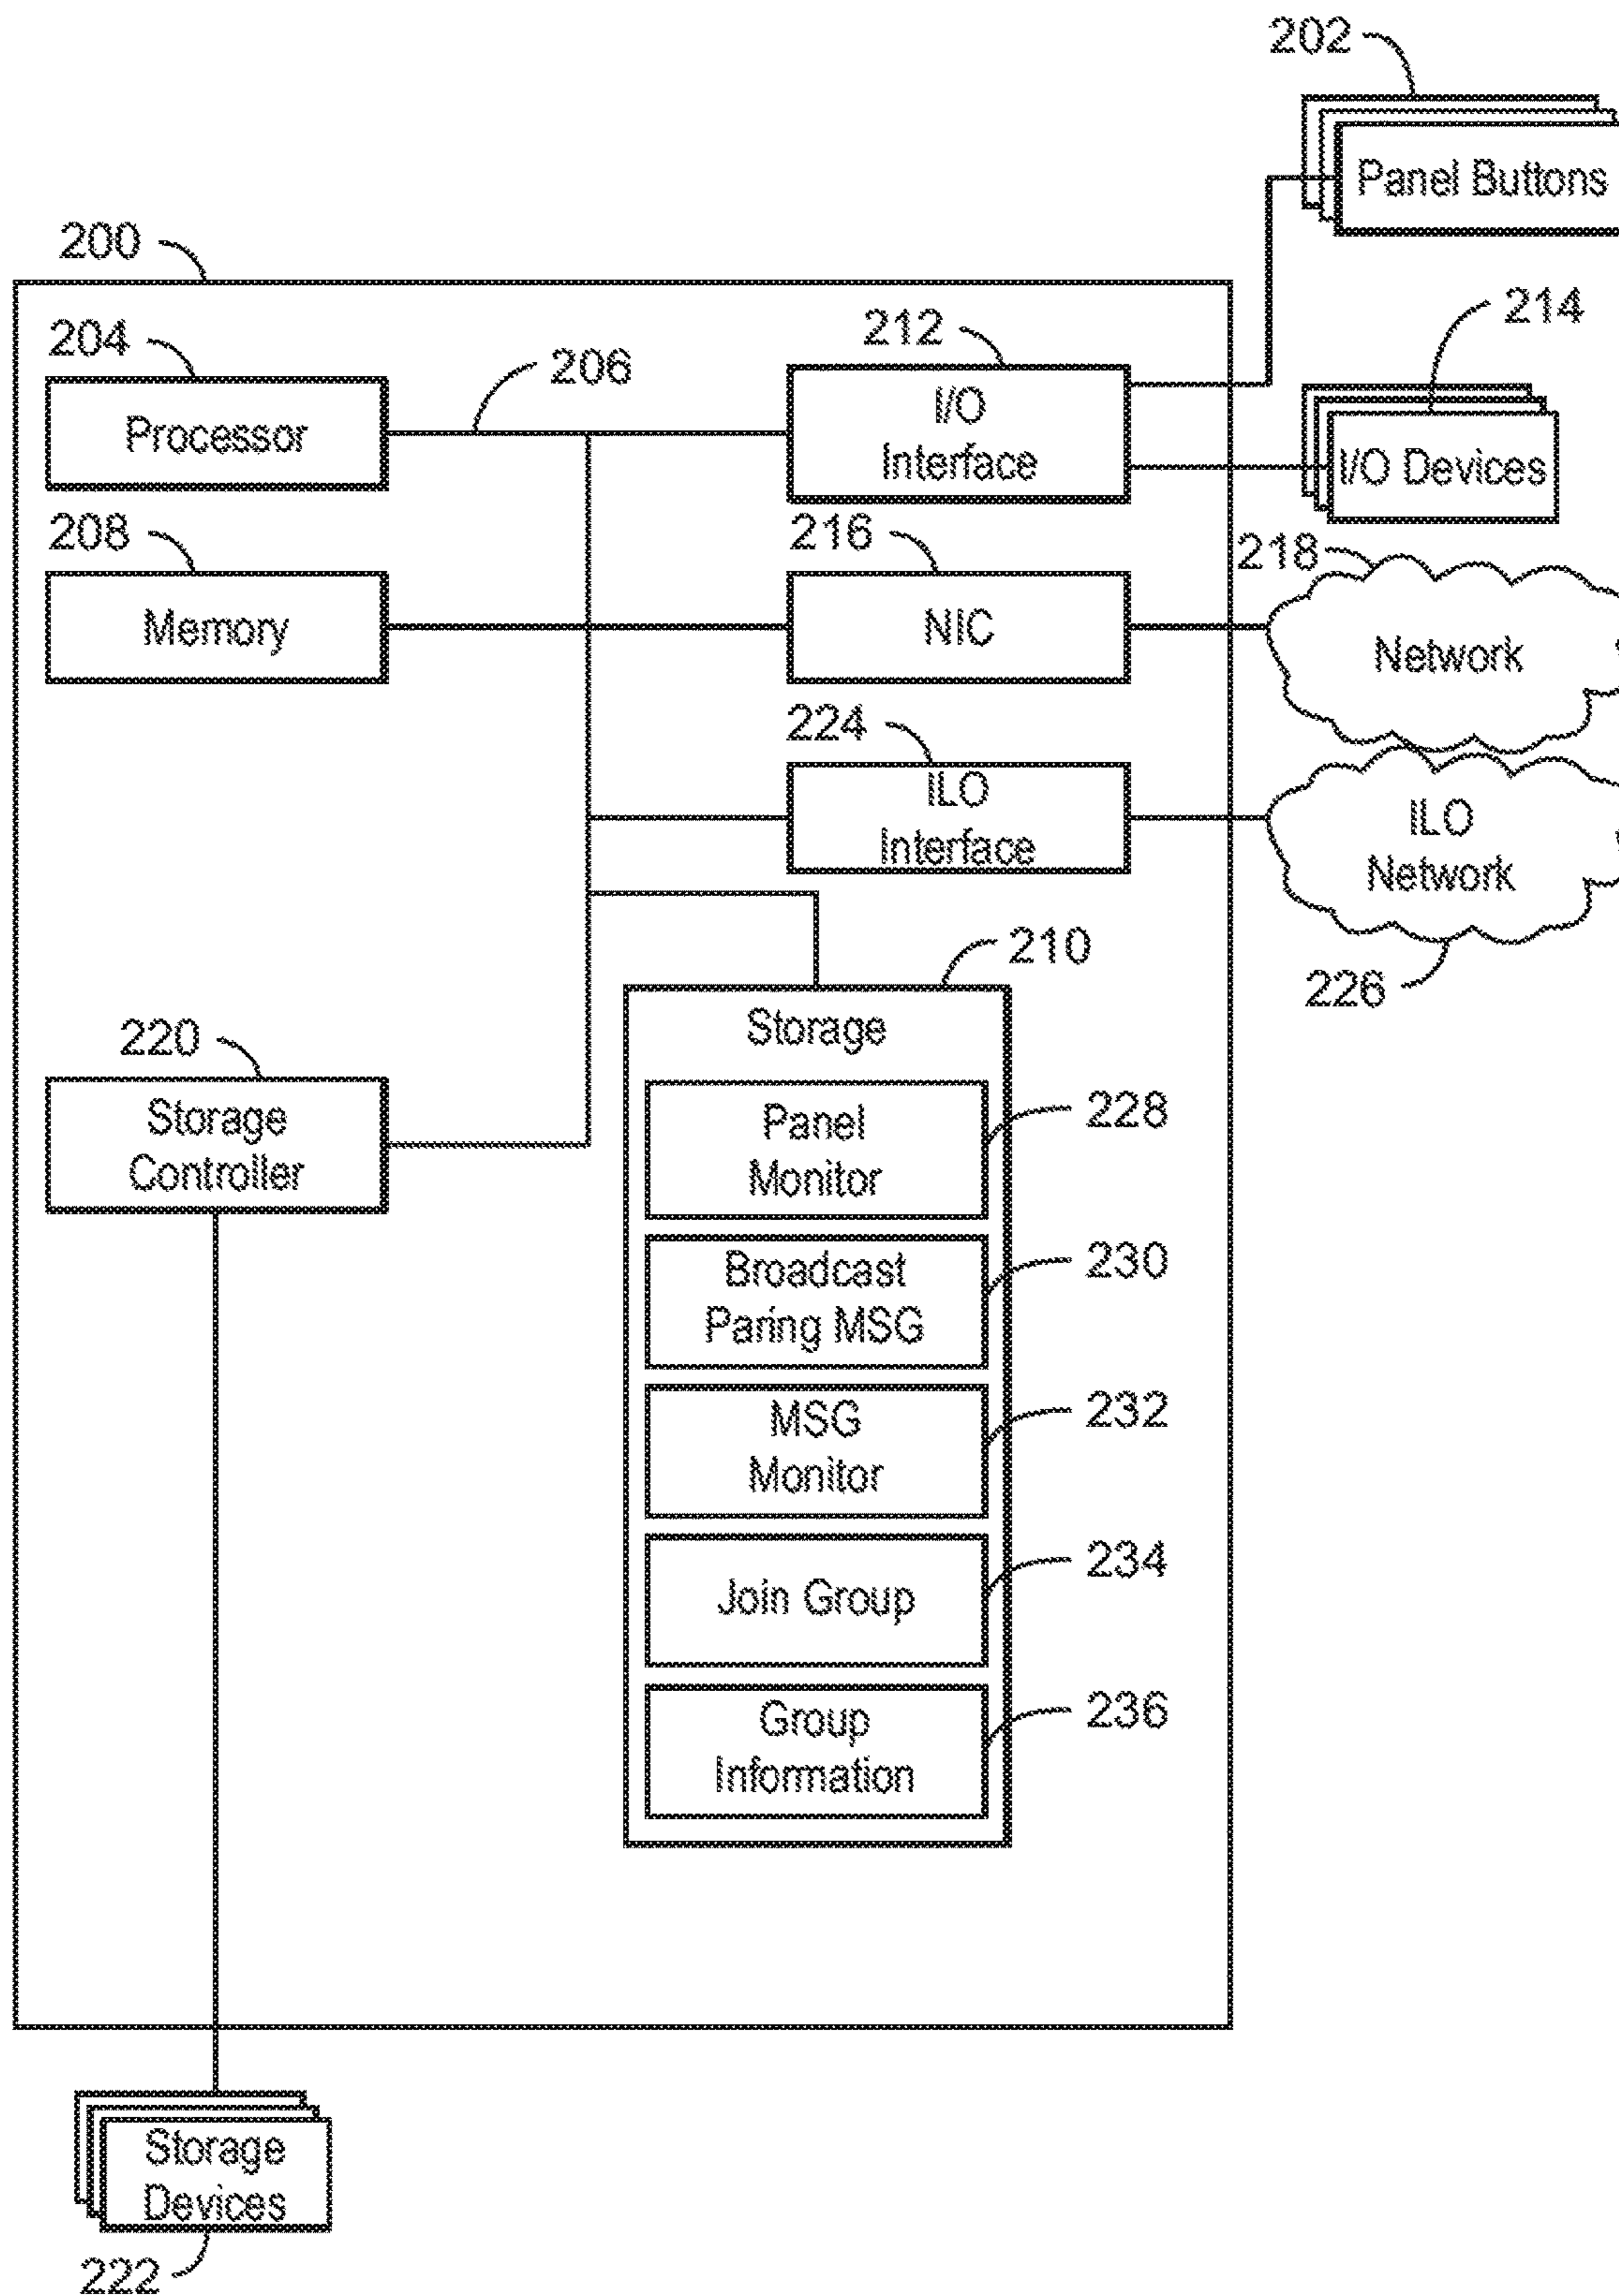 202
Panel Buttons
200
214
204
206
212
Processor
I/O
Interface
I/O Devices
208
216
218
Memory
NIC
Network
224
ILO
Interface
ILO
Network
210
226
Storage
220
Storage
Controller
Panel
Monitor
228
Broadcast
Paring MSG
230
MSG
Monitor
232
Join Group
234
Group
Information
236
Storage
Devices
222